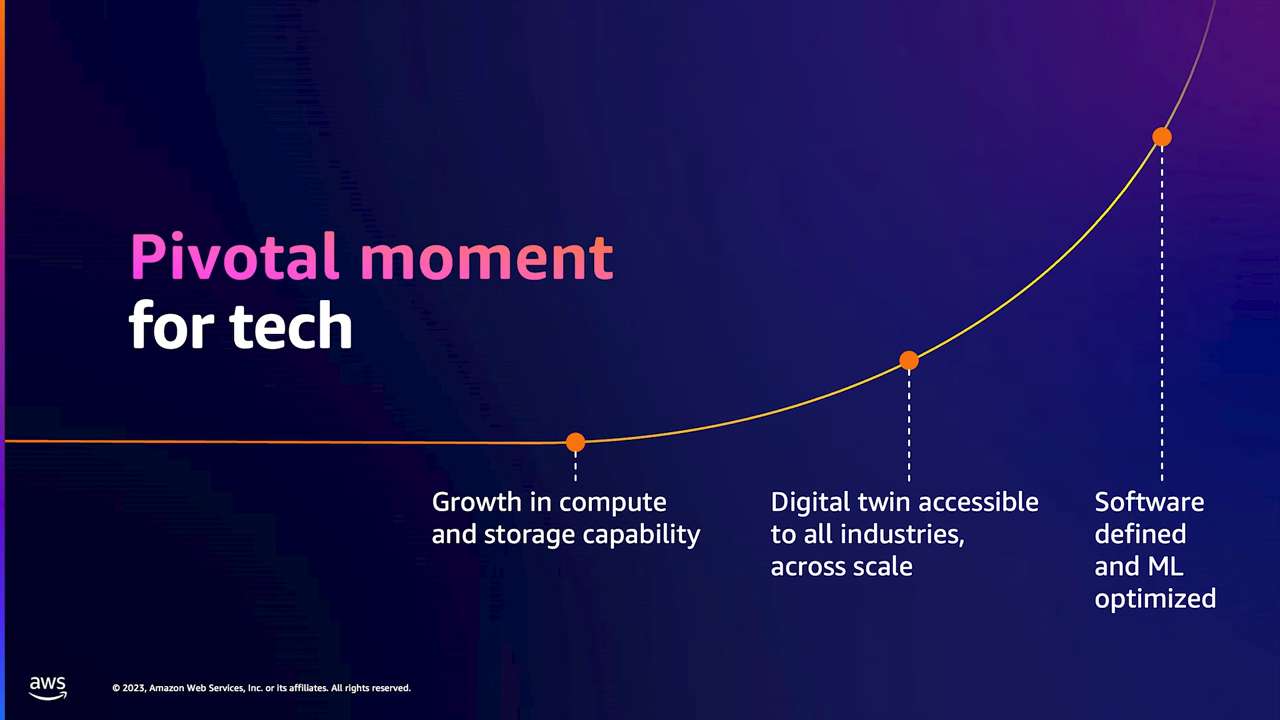 Pivotal moment
for tech
Growth in compute
and storage capability
Digital twin accessible
to all industries,
across scale
Software
defined
and ML
optimized
aws
© 2023, Amazon Web Services, Inc. or its affiliates. All rights reserved.